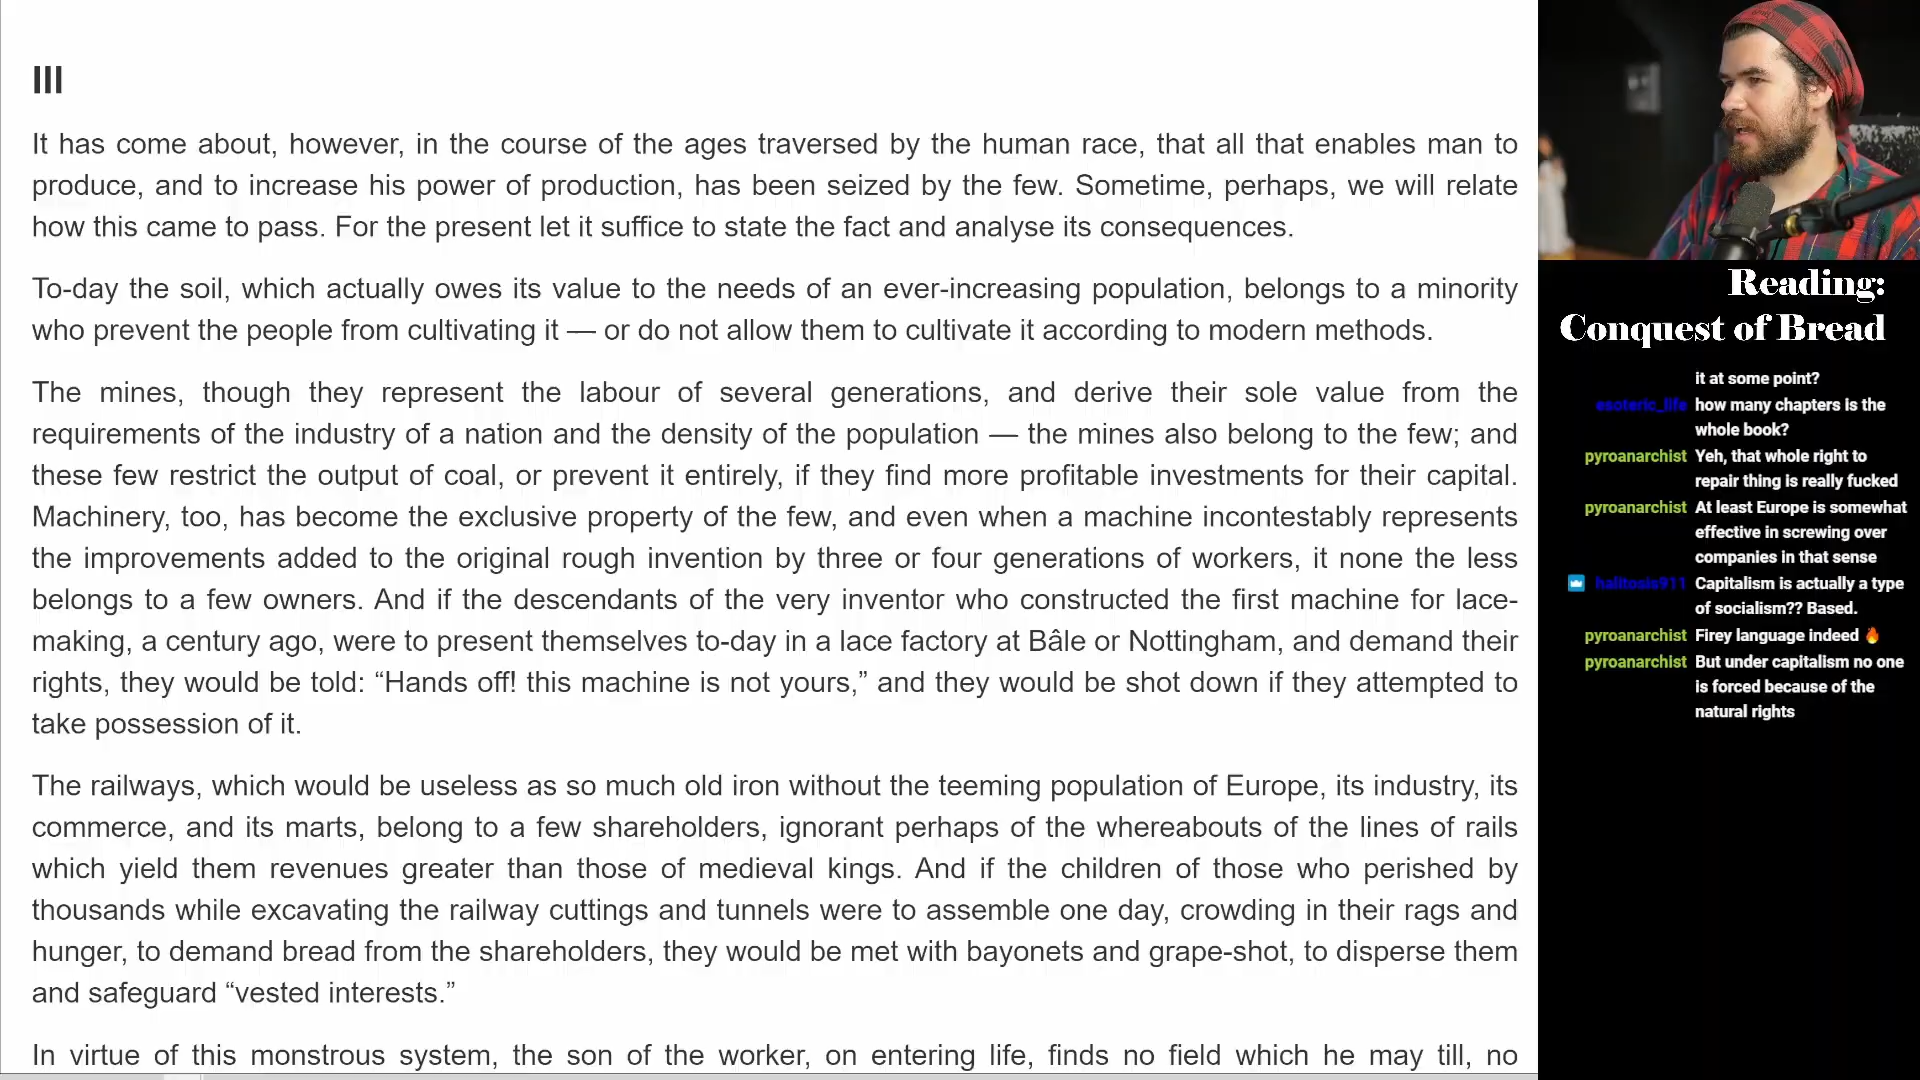 III
It has come about, however, in the course of the ages traversed by the human race, that all that enables man to
produce, and to increase his power of production, has been seized by the few. Sometime, perhaps, we will relate
how this came to pass. For the present let it suffice to state the fact and analyse its consequences.
To-day the soil, which actually owes its value to the needs of an ever-increasing population, belongs to a minority
who prevent the people from cultivating it — or do not allow them to cultivate it according to modern methods.
The mines, though they represent the labour of several generations, and derive their sole value from the
requirements of the industry of a nation and the density of the population — the mines also belong to the few; and
these few restrict the output of coal, or prevent it entirely, if they find more profitable investments for their capital.
Machinery, too, has become the exclusive property of the few, and even when a machine incontestably represents
the improvements added to the original rough invention by three or four generations of workers, it none the less
belongs to a few owners. And if the descendants of the very inventor who constructed the first machine for lace-
making, a century ago, were to present themselves to-day in a lace factory at Bâle or Nottingham, and demand their
rights, they would be told: “Hands off! this machine is not yours,” and they would be shot down if they attempted to
take possession of it.
The railways, which would be useless as so much old iron without the teeming population of Europe, its industry, its
commerce, and its marts, belong to a few shareholders, ignorant perhaps of the whereabouts of the lines of rails
which yield them revenues greater than those of medieval kings. And if the children of those who perished by
thousands while excavating the railway cuttings and tunnels were to assemble one day, crowding in their rags and
hunger, to demand bread from the shareholders, they would be met with bayonets and grape-shot, to disperse them
and safeguard “vested interests.”
In virtue of this monstrous system, the son of the worker, on entering life, finds no field which he may till, no
Reading:
Conquest of Bread
it at some point?
esoteric_life how many chapters is the
whole book?
pyroanarchist Yeh, that whole right to
repair thing is really fucked
pyroanarchist At least Europe is somewhat
effective in screwing over
companies in that sense
halitosis911 Capitalism is actually a type
of socialism?? Based.
pyroanarchist Firey language indeed 🔥
pyroanarchist But under capitalism no one
is forced because of the
natural rights